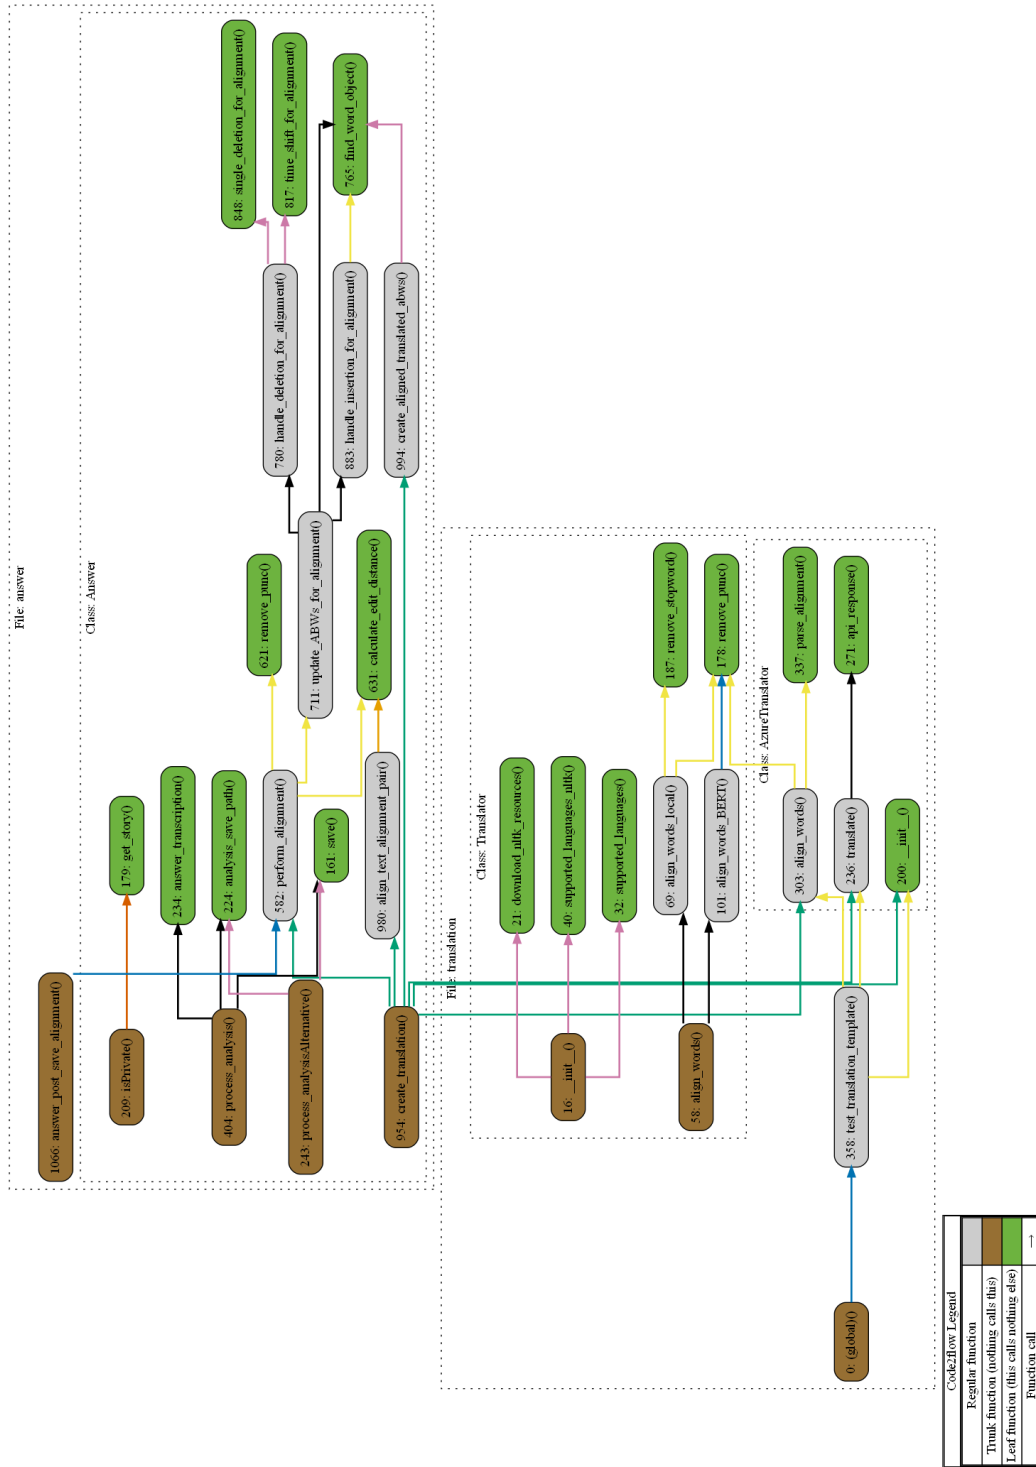 File: answer
Class: Answer
1066: answer_post_save_alignment()
209: isPrivate()
179: get_story()
404: process_analysis()
234: answer_transcription()
224: analysis_save_path()
243: process_analysisAlternative()
161: save()
954: create_translation()
582: perform_alignment()
621: remove_punc()
711: update_ABWs_for_alignment()
631: calculate_edit_distance()
980: align_text_alignment_pair()
780: handle_deletion_for_alignment()
848: single_deletion_for_alignment()
817: time_shift_for_alignment()
883: handle_insertion_for_alignment()
765: find_word_object()
994: create_aligned_translated_abws()
File: translation
Class: Translator
16: __init__()
21: download_nltk_resources()
40: supported_languages_nltk()
32: supported_languages()
58: align_words()
69: align_words_local()
101: align_words_BERT()
187: remove_stopword()
178: remove_punc()
Class: AzureTranslator
303: align_words()
337: parse_alignment()
236: translate()
271: api_response()
200: __init__()
358: test_translation_template()
0: (global)()
Code2flow Legend
Regular function
Trunk function (nothing calls this)
Leaf function (this calls nothing else)
Function call →